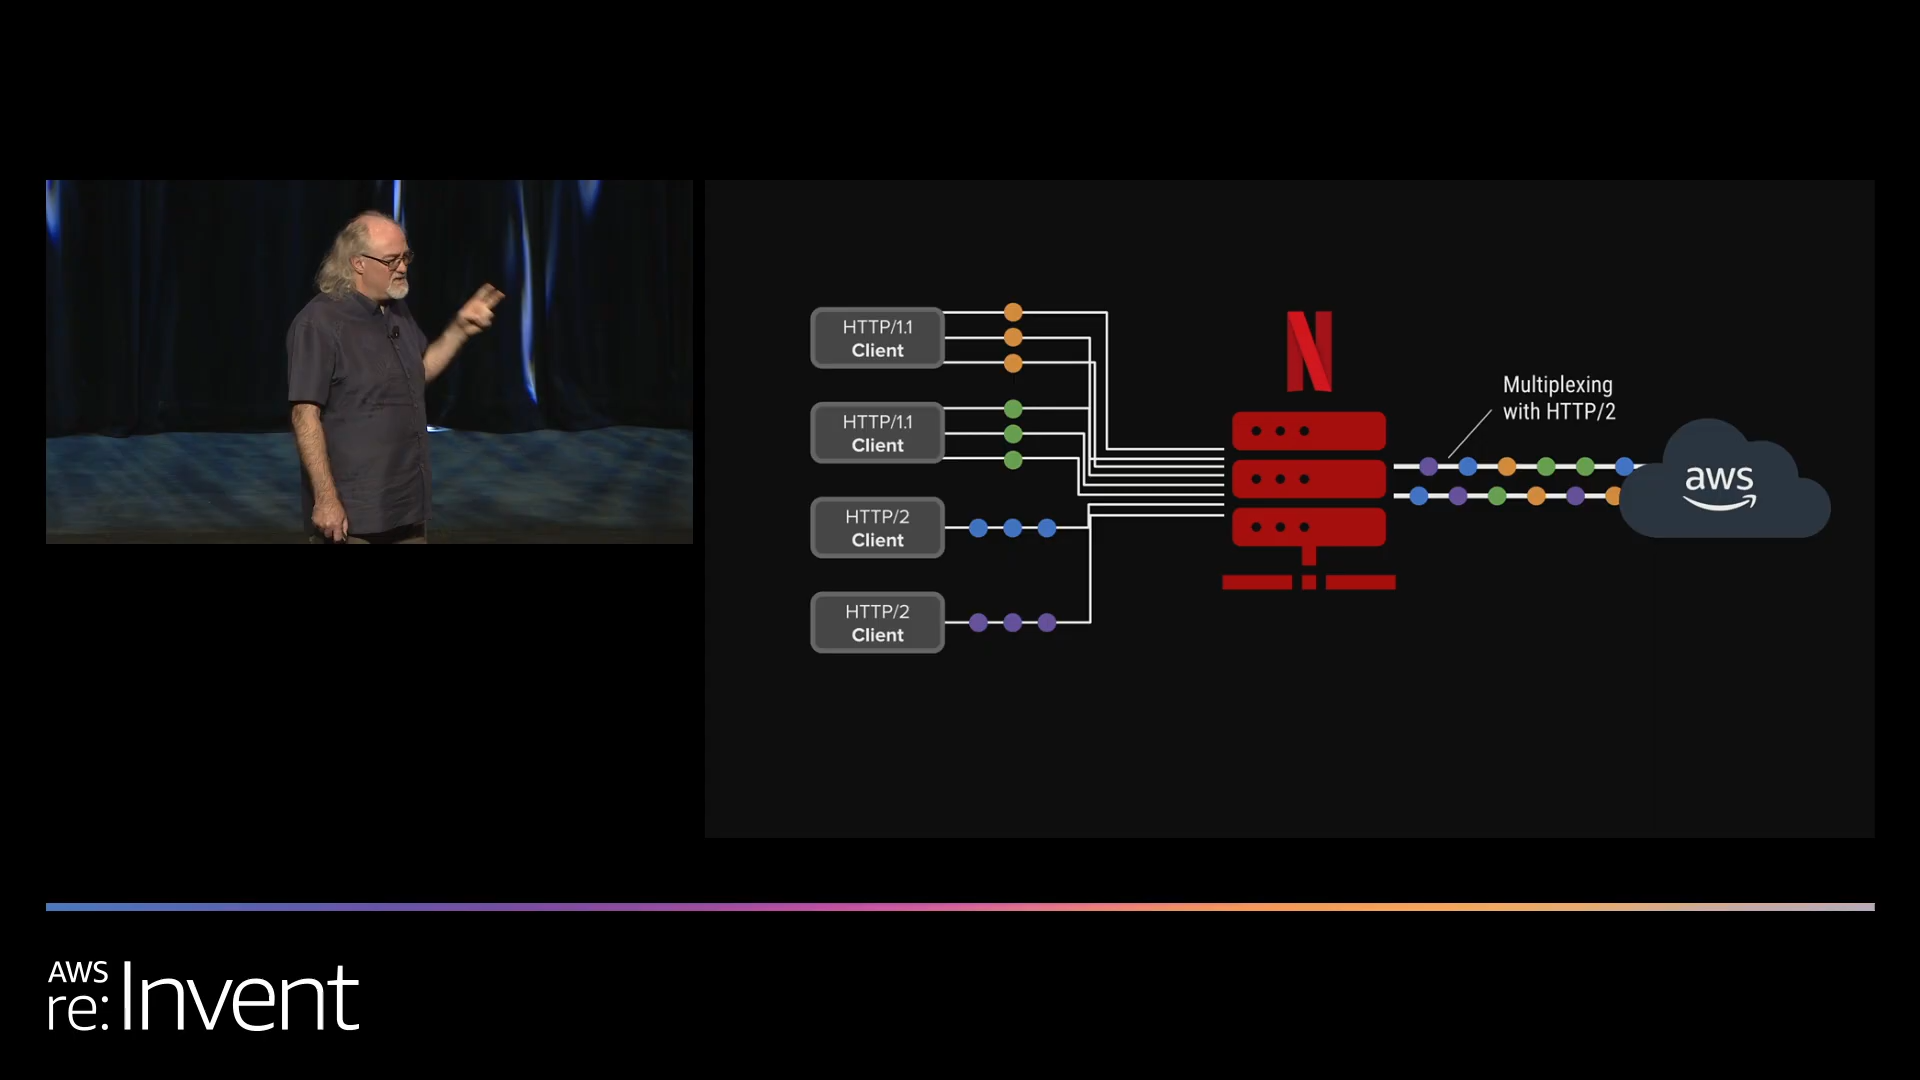 HTTP/1.1
Client
HTTP/1.1
Client
HTTP/2
Client
HTTP/2
Client
N
Multiplexing
with HTTP/2
aws
AWS
re:Invent